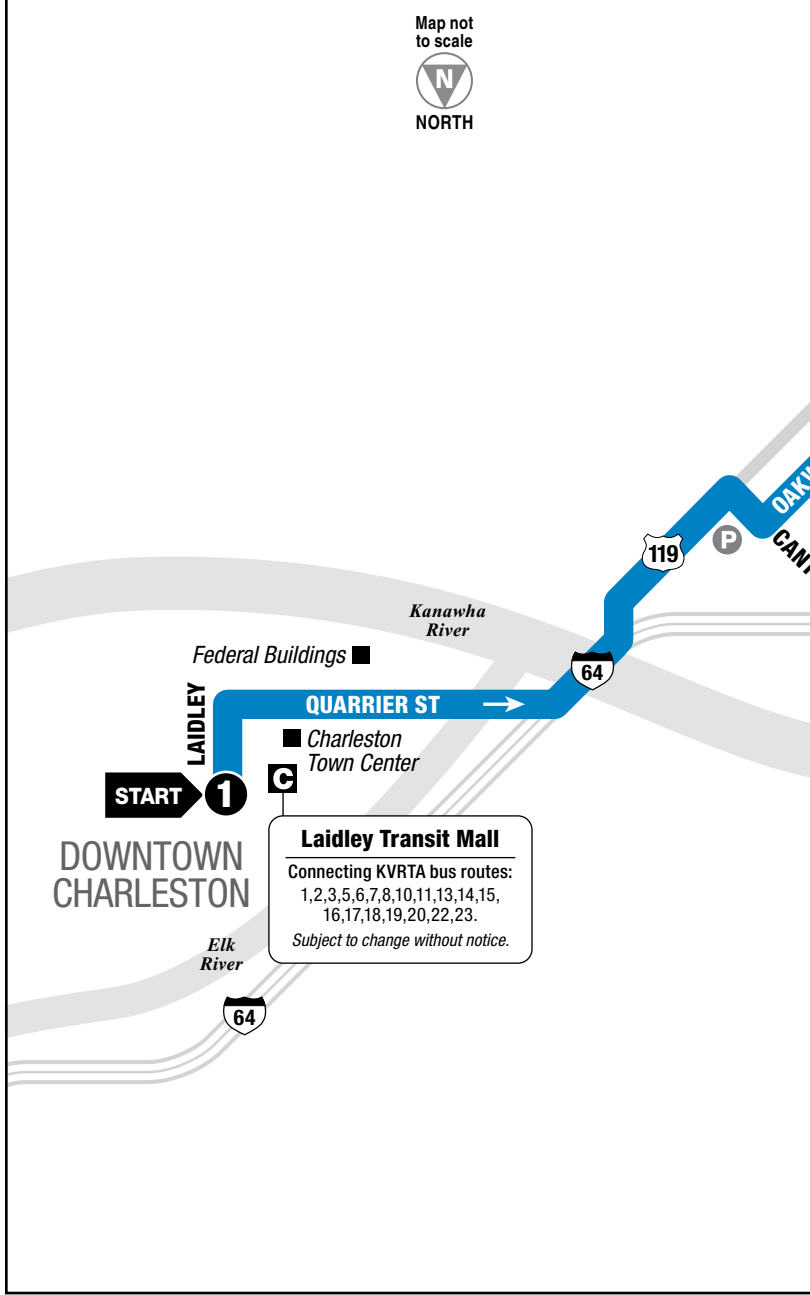 Map not
to scale
N
NORTH
119
P
Kanawha
River
Federal Buildings
64
LAIDLEY
QUARRIER ST
Charleston
Town Center
C
START
1
DOWNTOWN
CHARLESTON
Laidley Transit Mall
Connecting KVRTA bus routes:
1,2,3,5,6,7,8,10,11,13,14,15,
16,17,18,19,20,22,23.
Subject to change without notice.
Elk
River
64